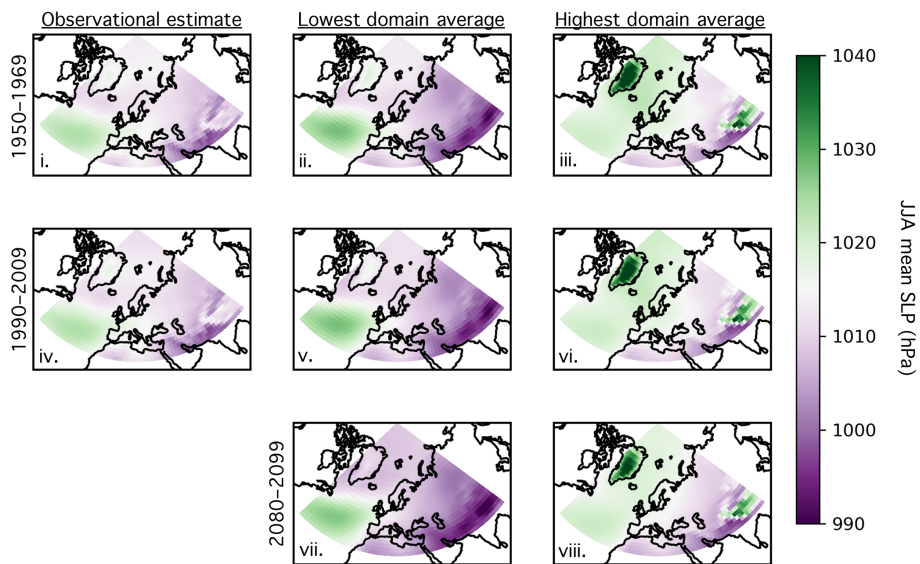 Observational estimate
Lowest domain average
Highest domain average
1950–1969
i.
ii.
iii.
1990–2009
iv.
v.
vi.
2080–2099
vii.
viii.
1040
1030
1020
1010
1000
990
JJA mean SLP (hPa)